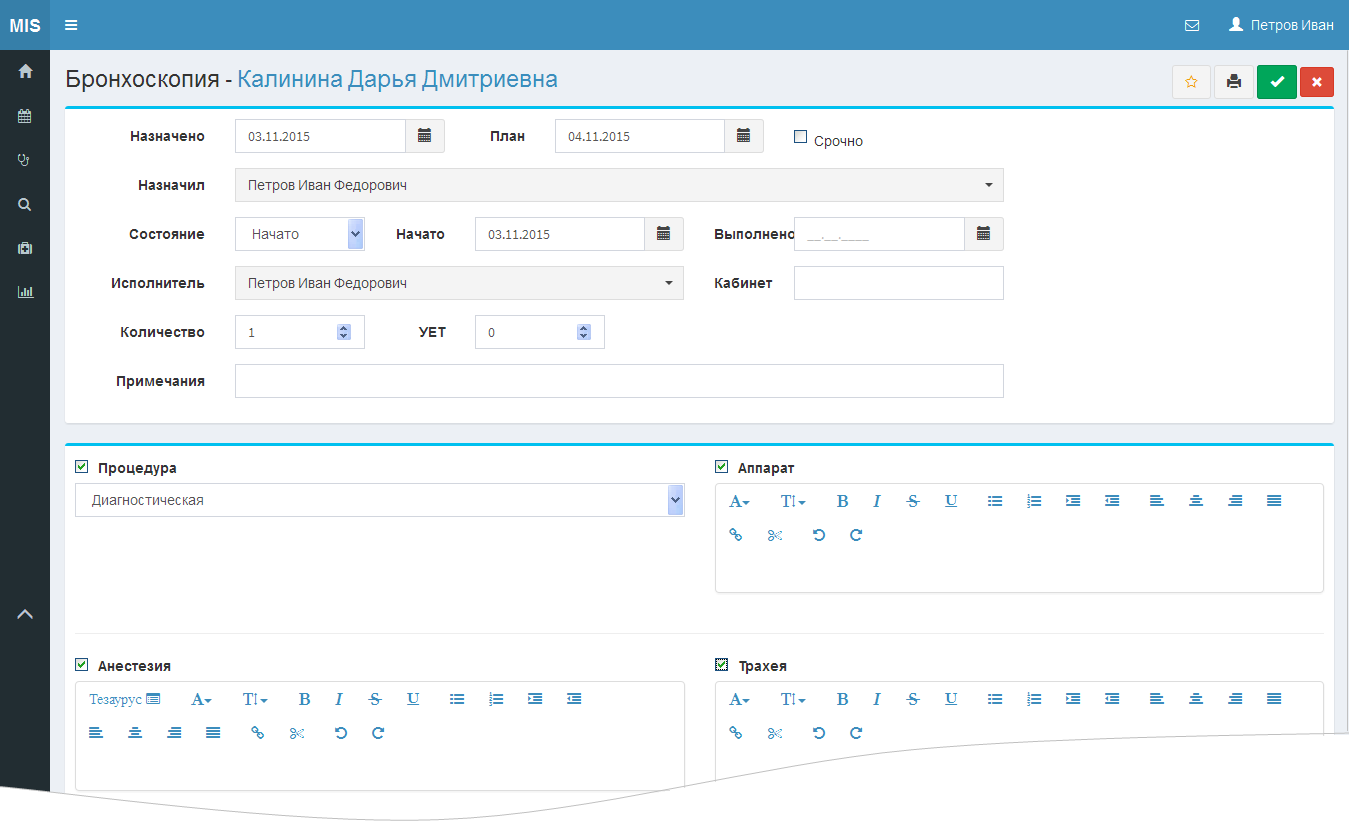 MIS Петров Иван
Бронхоскопия - Калинина Дарья Дмитриевна
Назначено 03.11.2015 План 04.11.2015 Срочно
Назначил Петров Иван Федорович
Состояние Начато Начато 03.11.2015 Выполнено __.__.____
Исполнитель Петров Иван Федорович Кабинет
Количество 1 УЕТ 0
Примечания
Процедура Аппарат
Диагностическая A T B I S U
Анестезия Трахея
Тезаурус A T B I S U A T B I S U